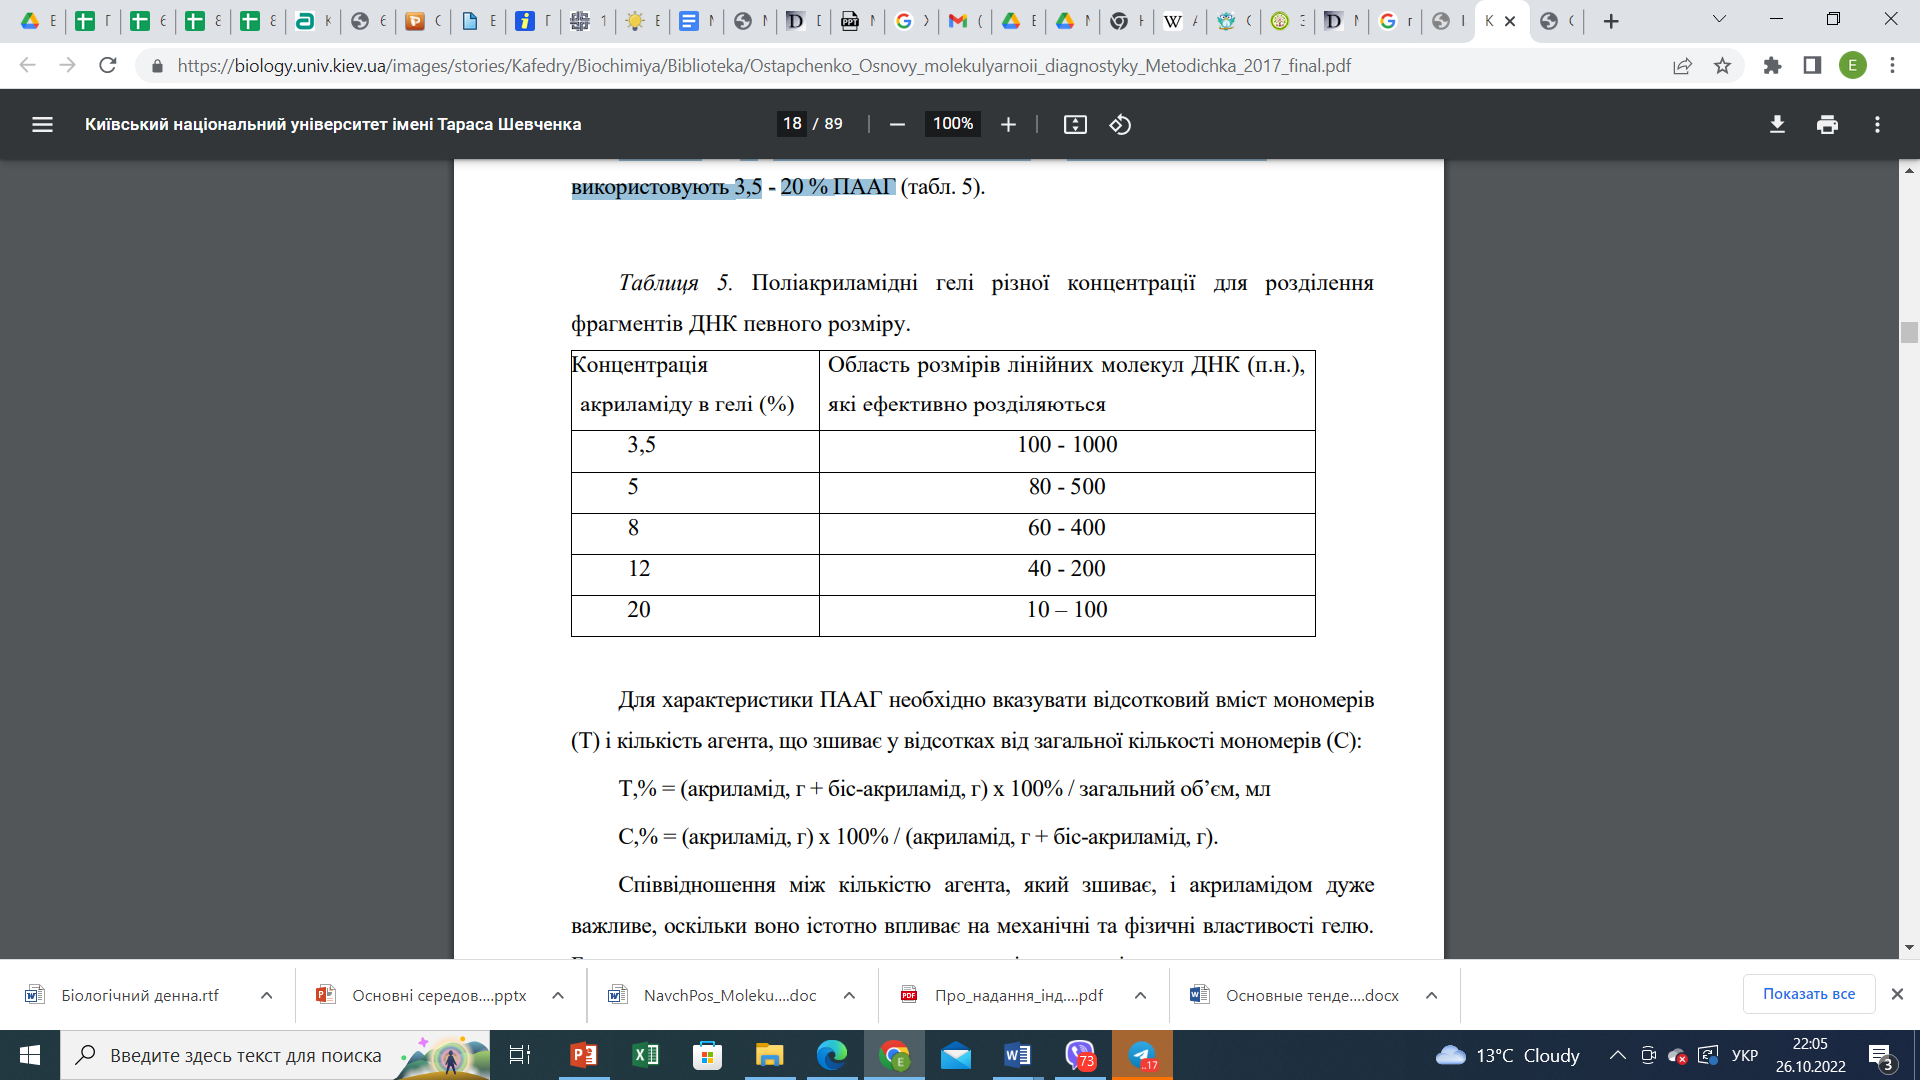 https://biology.univ.kiev.ua/images/stories/Kafedry/Biochimiya/Biblioteka/Ostapchenko_Osnovy_molekulyarnoii_diagnostyky_Metodichka_2017_final.pdf
E
Київський національний університет імені Тараса Шевченка
18 / 89
100%
використовують 3,5 - 20 % ПААГ (табл. 5).
Таблиця 5. Поліакриламідні гелі різної концентрації для розділення
фрагментів ДНК певного розміру.
Концентрація
акриламіду в гелі (%)
Область розмірів лінійних молекул ДНК (п.н.),
які ефективно розділяються
3,5 100 - 1000
5 80 - 500
8 60 - 400
12 40 - 200
20 10 – 100
Для характеристики ПААГ необхідно вказувати відсотковий вміст мономерів
(Т) і кількість агента, що зшиває у відсотках від загальної кількості мономерів (С):
Т,% = (акриламід, г + біс-акриламід, г) х 100% / загальний об’єм, мл
С,% = (акриламід, г) х 100% / (акриламід, г + біс-акриламід, г).
Співвідношення між кількістю агента, який зшиває, і акриламідом дуже
важливе, оскільки воно істотно впливає на механічні та фізичні властивості гелю.
Біологічний денна.rtf
Основні середов....pptx
NavchPos_Moleku....doc
Про_надання_інд....pdf
Основные тенде....docx
Показать все
Введите здесь текст для поиска
73
..17
13°C Cloudy
УКР
22:05
26.10.2022
3